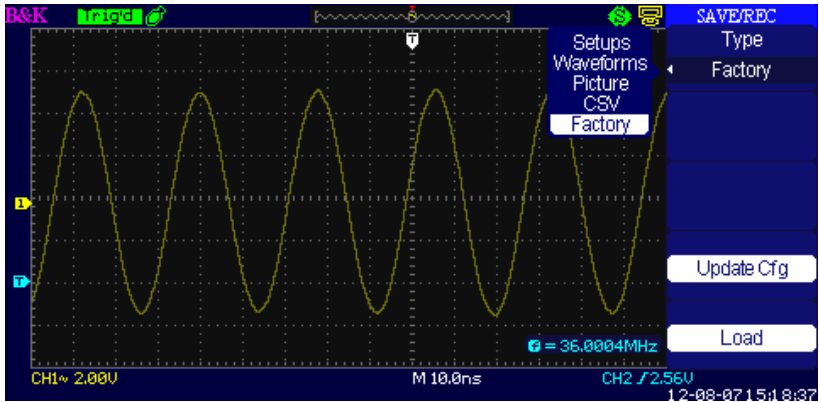 B&K Trig'd S SAVE/REC
T
Setups
Waveforms
Picture
CSV
Factory
Type
Factory
1
T
Update Cfg
Load
f = 36.0004MHz
CH1~ 2.00V M 10.0ns CH2 2.56V
12-08-07 15:18:37